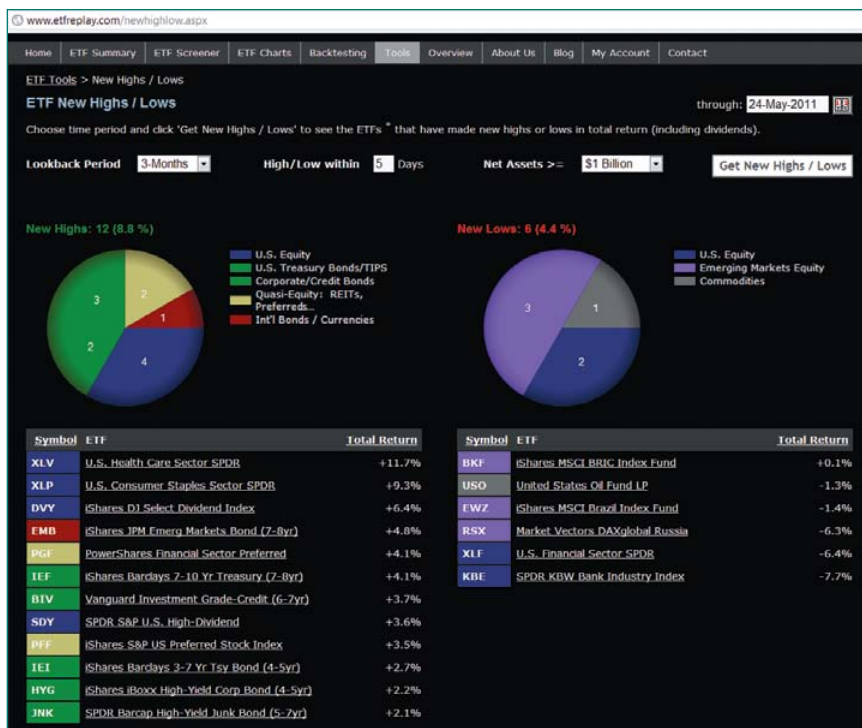 www.etfreplay.com/newhighlow.aspx
Home ETF Summary ETF Screener ETF Charts Backtesting Tools Overview About Us Blog My Account Contact
ETF Tools > New Highs / Lows
ETF New Highs / Lows
through: 24-May-2011
Choose time period and click 'Get New Highs / Lows' to see the ETFs * that have made new highs or lows in total return (including dividends).
Lookback Period 3-Months High/Low within 5 Days Net Assets >= $1 Billion Get New Highs / Lows
New Highs: 12 (8.8 %)
3
2
1
2
4
U.S. Equity
U.S. Treasury Bonds/TIPS
Corporate/Credit Bonds
Quasi-Equity: REITs,
Preferreds...
Int'l Bonds / Currencies
Symbol ETF Total Return
XLV U.S. Health Care Sector SPDR +11.7%
XLP U.S. Consumer Staples Sector SPDR +9.3%
DVY iShares DJ Select Dividend Index +6.4%
EMB iShares JPM Emerg Markets Bond (7-8yr) +4.8%
PGF PowerShares Financial Sector Preferred +4.1%
IEF iShares Barclays 7-10 Yr Treasury (7-8yr) +4.1%
BIV Vanguard Investment Grade-Credit (6-7yr) +3.7%
SDY SPDR S&P U.S. High-Dividend +3.6%
PFF iShares S&P US Preferred Stock Index +3.5%
IEI iShares Barclays 3-7 Yr Tsy Bond (4-5yr) +2.7%
HYG iShares iBoxx High-Yield Corp Bond (4-5yr) +2.2%
JNK SPDR Barcap High-Yield Junk Bond (5-7yr) +2.1%
New Lows: 6 (4.4 %)
3
1
2
U.S. Equity
Emerging Markets Equity
Commodities
Symbol ETF Total Return
BKF iShares MSCI BRIC Index Fund +0.1%
USO United States Oil Fund LP -1.3%
EWZ iShares MSCI Brazil Index Fund -1.4%
RSX Market Vectors DAXglobal Russia -6.3%
XLF U.S. Financial Sector SPDR -6.4%
KBE SPDR KBW Bank Industry Index -7.7%